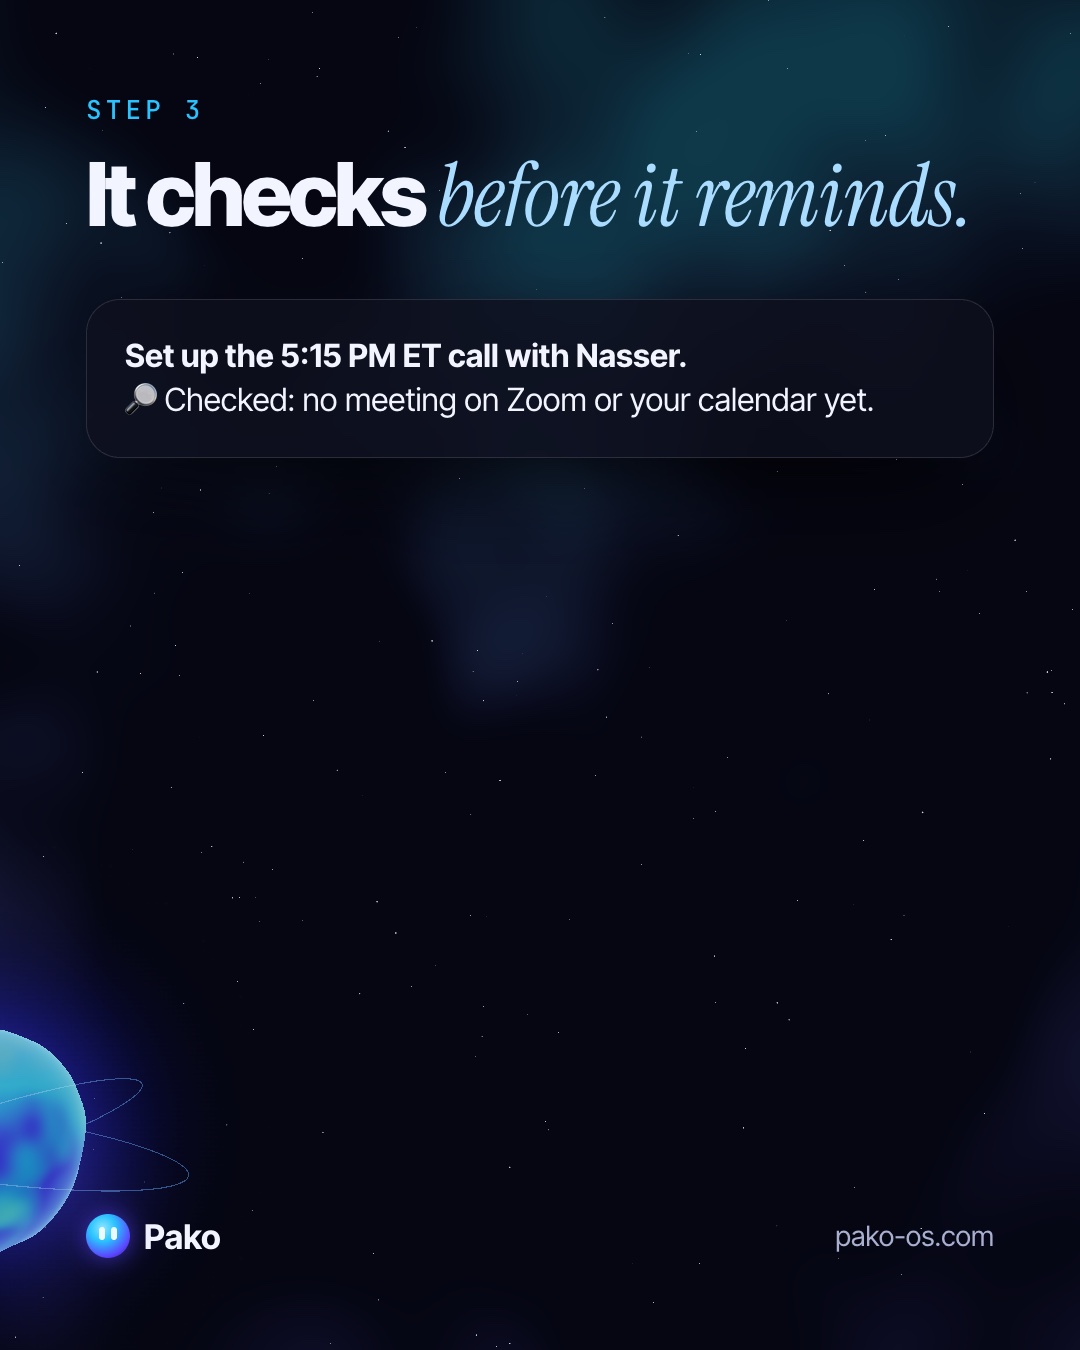 STEP 3
It checks before it reminds.
Set up the 5:15 PM ET call with Nasser.
🔎 Checked: no meeting on Zoom or your calendar yet.
Pako
pako-os.com